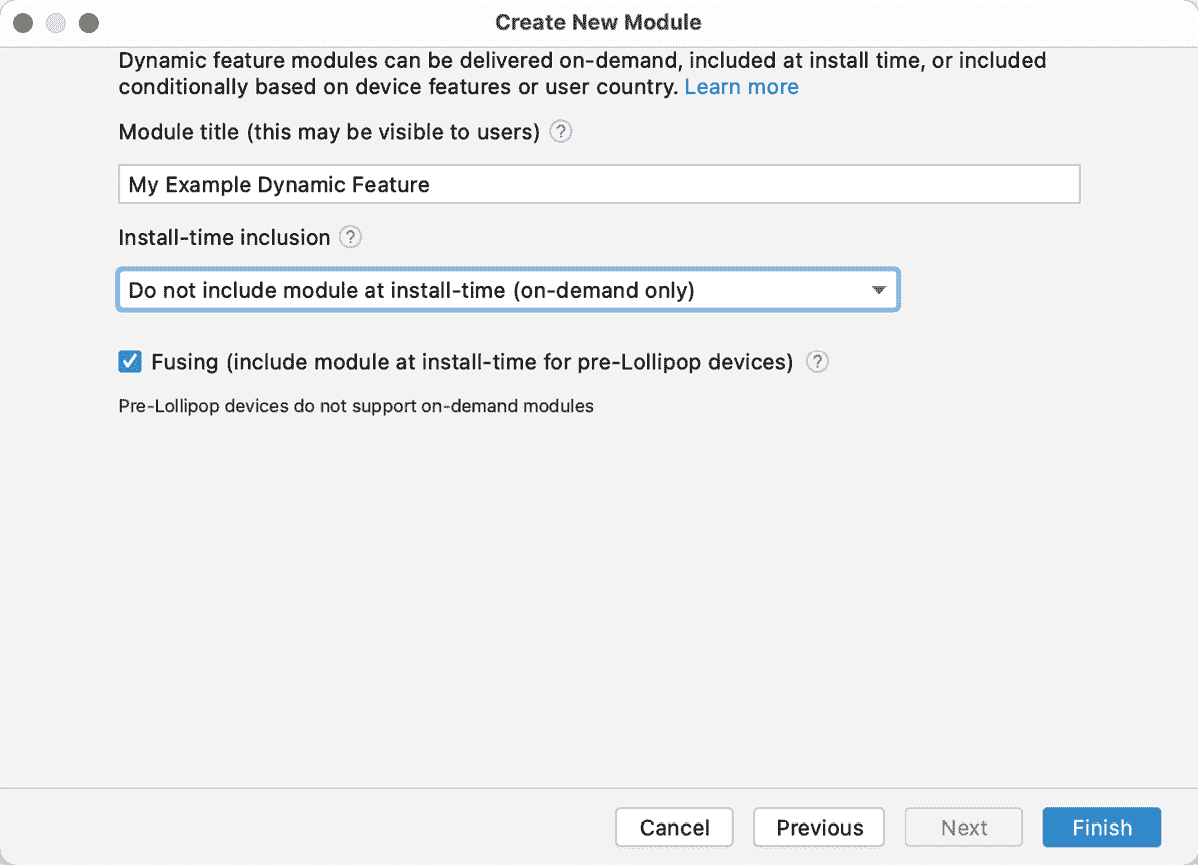 Create New Module
Dynamic feature modules can be delivered on-demand, included at install time, or included
conditionally based on device features or user country. Learn more
Module title (this may be visible to users) ?
My Example Dynamic Feature
Install-time inclusion ?
Do not include module at install-time (on-demand only)
Fusing (include module at install-time for pre-Lollipop devices) ?
Pre-Lollipop devices do not support on-demand modules
Cancel Previous Next Finish